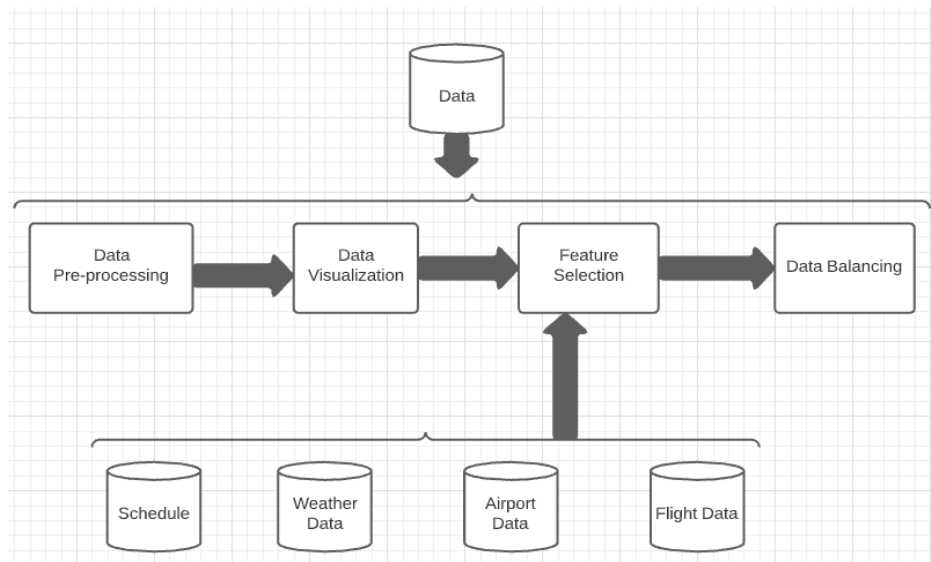 Data
Data
Pre-processing
Data
Visualization
Feature
Selection
Data Balancing
Schedule
Weather
Data
Airport
Data
Flight Data